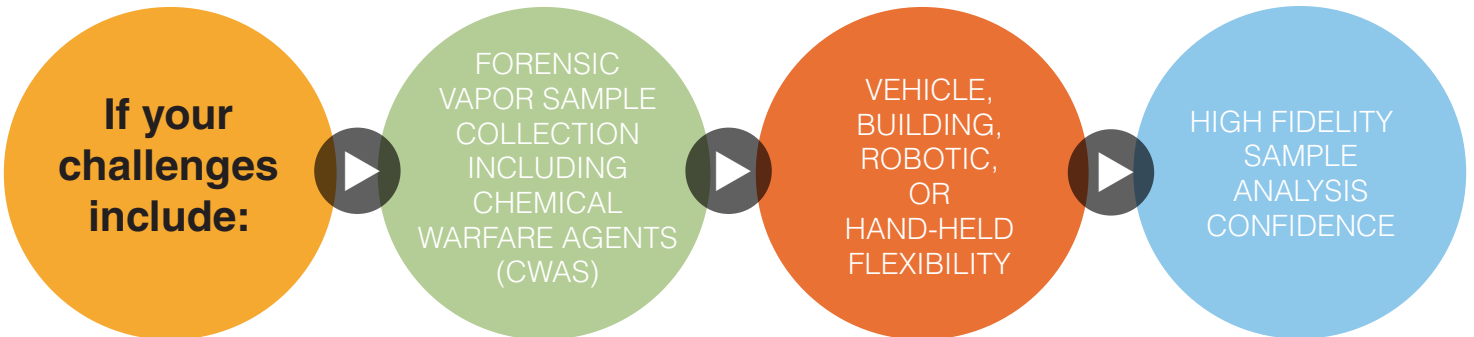 If your
challenges
include:
FORENSIC
VAPOR SAMPLE
COLLECTION
INCLUDING
CHEMICAL
WARFARE AGENTS
(CWAS)
VEHICLE,
BUILDING,
ROBOTIC,
OR
HAND-HELD
FLEXIBILITY
HIGH FIDELITY
SAMPLE
ANALYSIS
CONFIDENCE